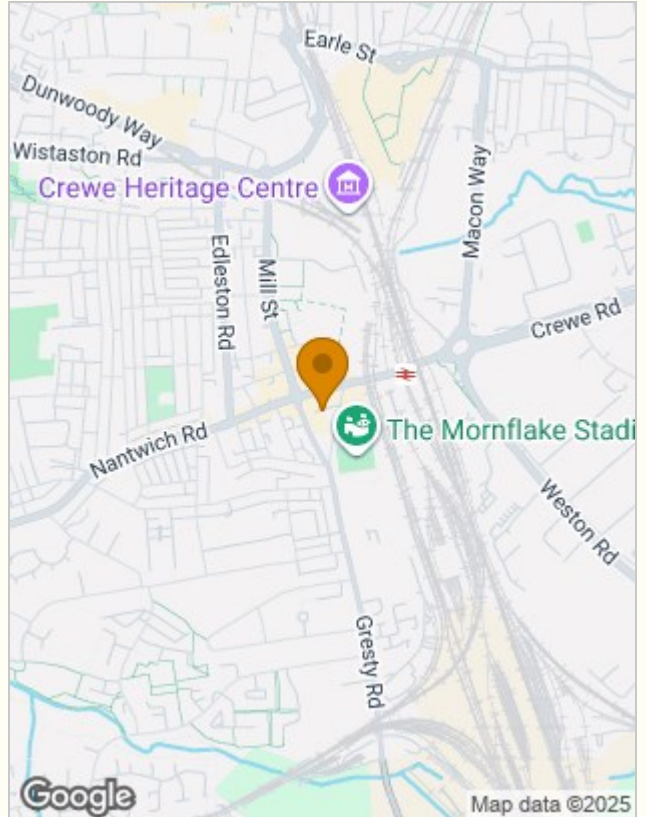 Earle St
Dunwoody Way
Wistaston Rd
Crewe Heritage Centre
Macon Way
Edleston Rd
Mill St
Crewe Rd
The Mornflake Stadi
Nantwich Rd
Weston Rd
Gresty Rd
Google
Map data ©2025